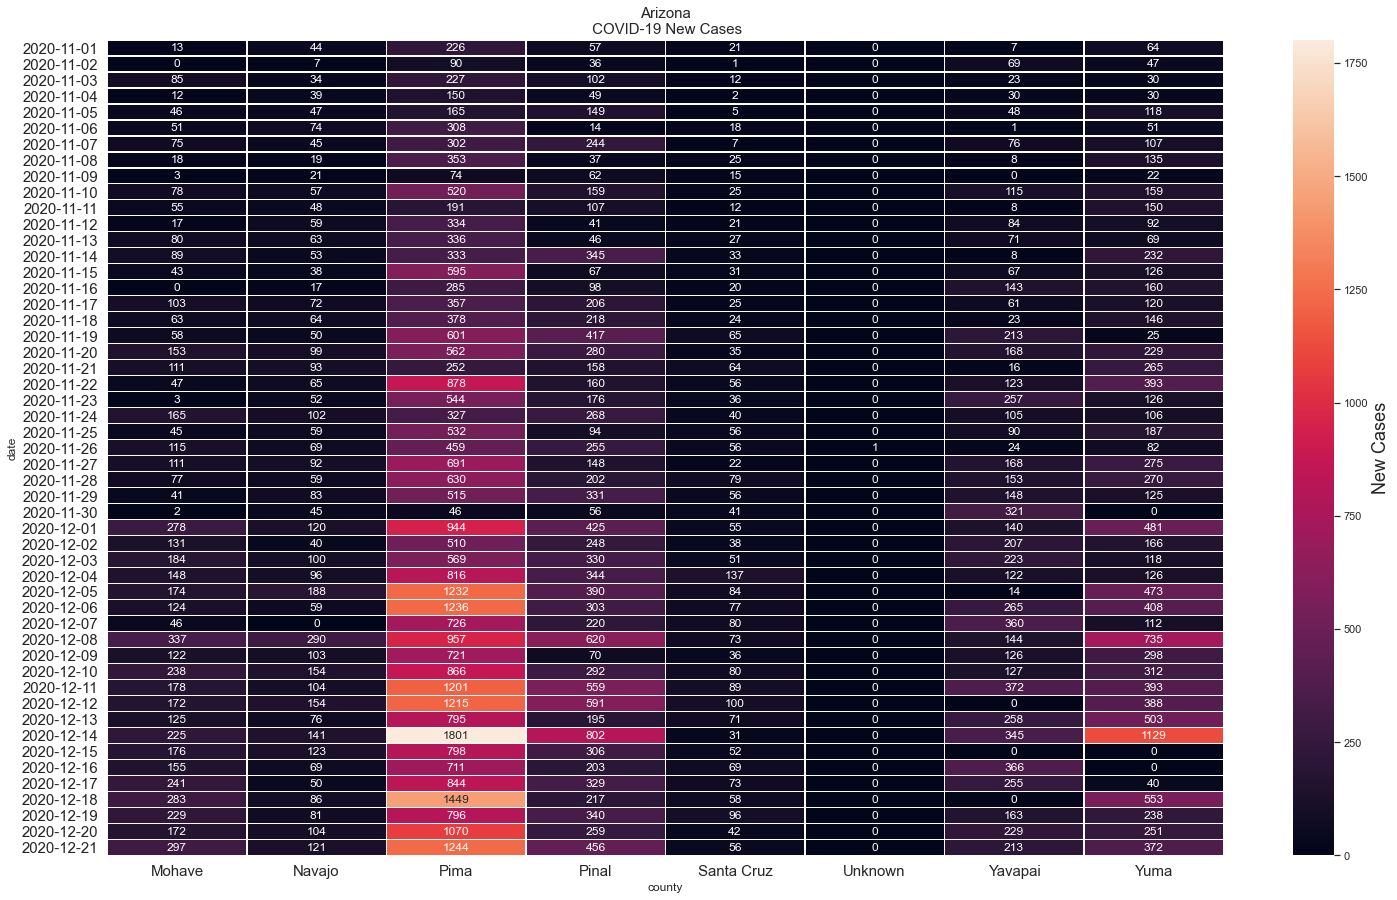 Arizona
COVID-19 New Cases
2020-11-01 13 44 226 57 21 0 7 64
2020-11-02 0 7 90 36 1 0 69 47
2020-11-03 85 34 227 102 12 0 23 30
2020-11-04 12 39 150 49 2 0 30 30
2020-11-05 46 47 165 149 5 0 48 118
2020-11-06 51 74 308 14 18 0 1 51
2020-11-07 75 45 302 244 7 0 76 107
2020-11-08 18 19 353 37 25 0 8 135
2020-11-09 3 21 74 62 15 0 0 22
2020-11-10 78 57 520 159 25 0 115 159
2020-11-11 55 48 191 107 12 0 8 150
2020-11-12 17 59 334 41 21 0 84 92
2020-11-13 80 63 336 46 27 0 71 69
2020-11-14 89 53 333 345 33 0 8 232
2020-11-15 43 38 595 67 31 0 67 126
2020-11-16 0 17 285 98 20 0 143 160
2020-11-17 103 72 357 206 25 0 61 120
2020-11-18 63 64 378 218 24 0 23 146
2020-11-19 58 50 601 417 65 0 213 25
2020-11-20 153 99 562 280 35 0 168 229
2020-11-21 111 93 252 158 64 0 16 265
2020-11-22 47 65 878 160 56 0 123 393
2020-11-23 3 52 544 176 36 0 257 126
2020-11-24 165 102 327 268 40 0 105 106
2020-11-25 45 59 532 94 56 0 90 187
2020-11-26 115 69 459 255 56 1 24 82
2020-11-27 111 92 691 148 22 0 168 275
2020-11-28 77 59 630 202 79 0 153 270
2020-11-29 41 83 515 331 56 0 148 125
2020-11-30 2 45 46 56 41 0 321 0
2020-12-01 278 120 944 425 55 0 140 481
2020-12-02 131 40 510 248 38 0 207 166
2020-12-03 184 100 569 330 51 0 223 118
2020-12-04 148 96 816 344 137 0 122 126
2020-12-05 174 188 1232 390 84 0 14 473
2020-12-06 124 59 1236 303 77 0 265 408
2020-12-07 46 0 726 220 80 0 360 112
2020-12-08 337 290 957 620 73 0 144 735
2020-12-09 122 103 721 70 36 0 126 298
2020-12-10 238 154 866 292 80 0 127 312
2020-12-11 178 104 1201 559 89 0 372 393
2020-12-12 172 154 1215 591 100 0 0 388
2020-12-13 125 76 795 195 71 0 258 503
2020-12-14 225 141 1801 802 31 0 345 1129
2020-12-15 176 123 798 306 52 0 0 0
2020-12-16 155 69 711 203 69 0 366 0
2020-12-17 241 50 844 329 73 0 255 40
2020-12-18 283 86 1449 217 58 0 0 553
2020-12-19 229 81 796 340 96 0 163 238
2020-12-20 172 104 1070 259 42 0 229 251
2020-12-21 297 121 1244 456 56 0 213 372
Mohave Navajo Pima Pinal Santa Cruz Unknown Yavapai Yuma
county
date
1750
1500
1250
1000
750
500
250
0
New Cases